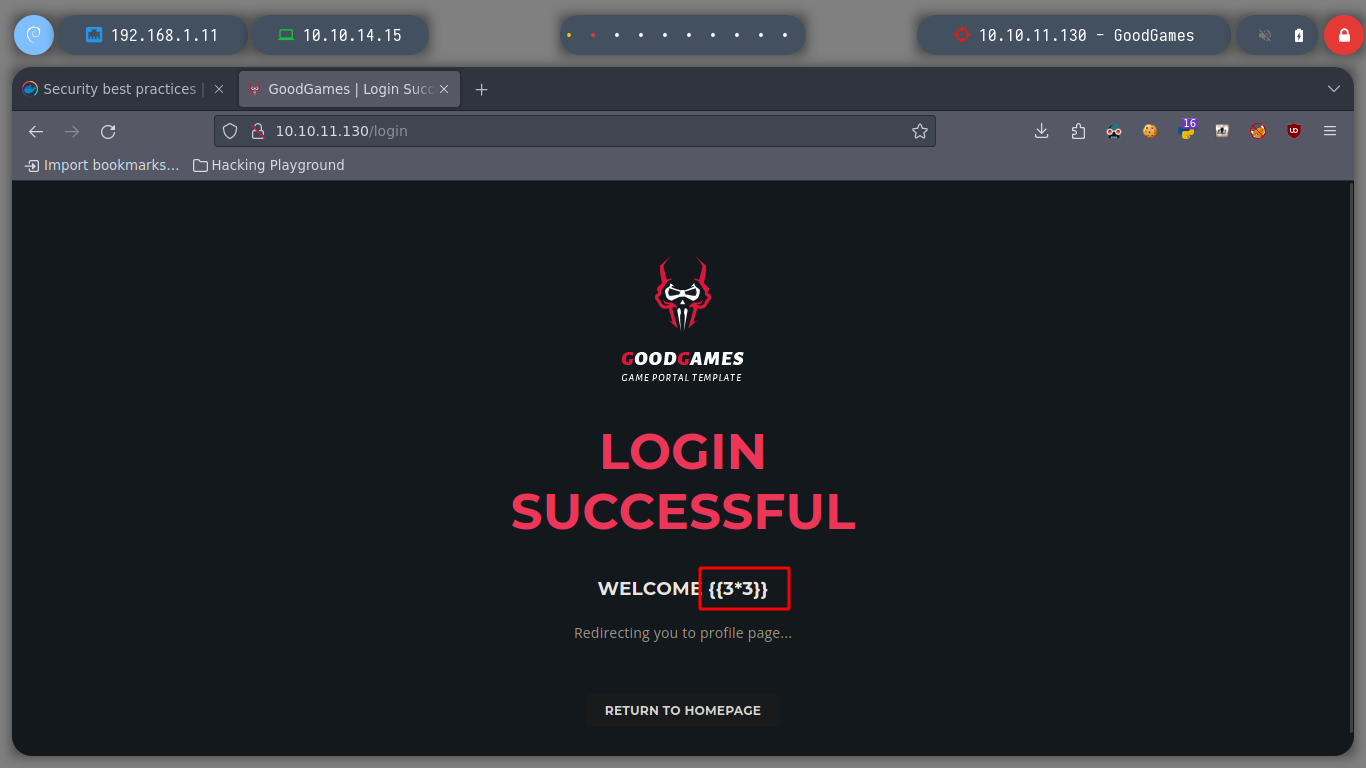 192.168.1.11 10.10.14.15 10.10.11.130 - GoodGames
Security best practices | GoodGames | Login Succ
10.10.11.130/login 16
Import bookmarks... Hacking Playground
GOODGAMES
GAME PORTAL TEMPLATE
LOGIN
SUCCESSFUL
WELCOME {{3*3}}
Redirecting you to profile page...
RETURN TO HOMEPAGE